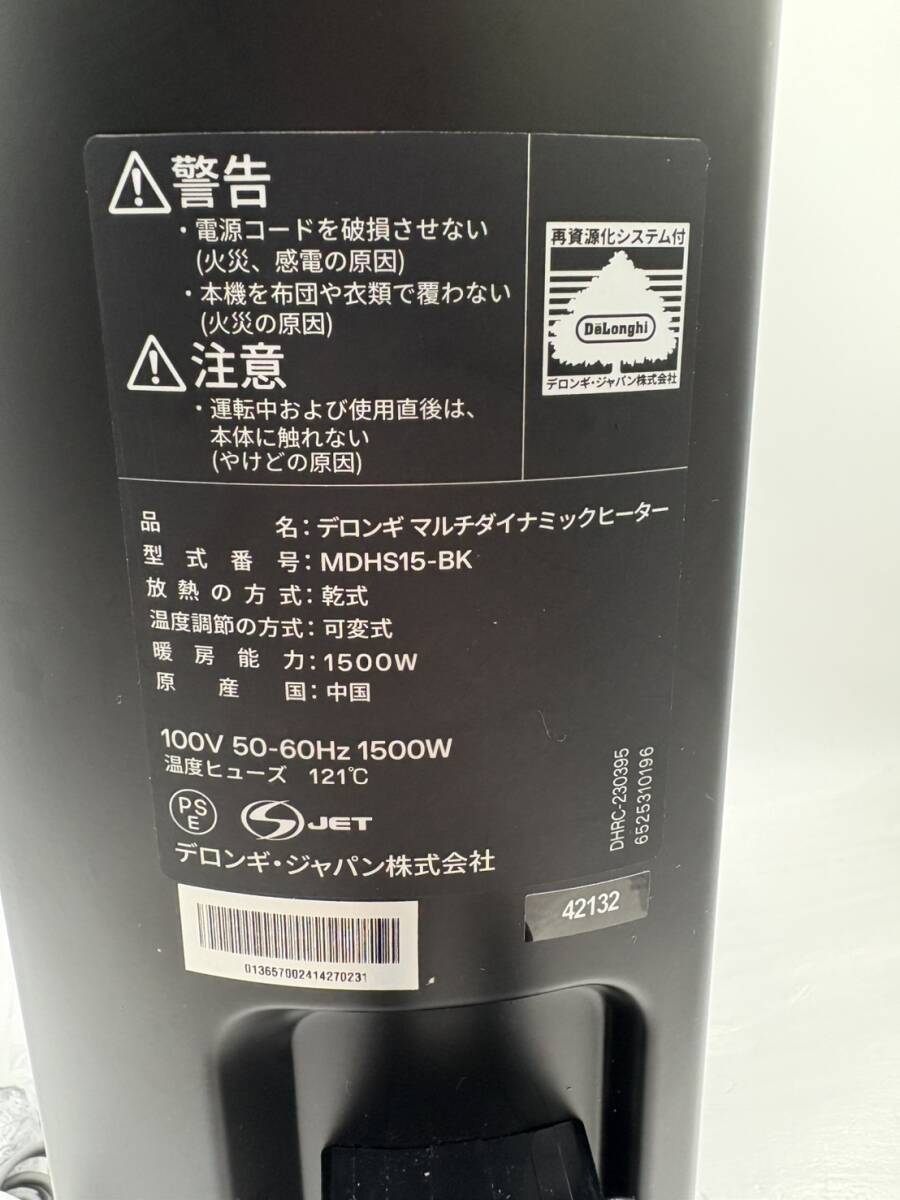 警告
・電源コードを破損させない
(火災、感電の原因)
・本機を布団や衣類で覆わない
(火災の原因)
注意
・運転中および使用直後は、
本体に触れない
(やけどの原因)
再資源化システム付
DeLonghi
デロンギ・ジャパン株式会社
品名：デロンギ マルチダイナミックヒーター
型式番号：MDHS15-BK
放熱の方式：乾式
温度調節の方式：可変式
暖房能力：1500W
原産国：中国
100V 50-60Hz 1500W
温度ヒューズ 121℃
PS
E
JET
デロンギ・ジャパン株式会社
DHRC-230395
6525310196
42132
013657002414270231